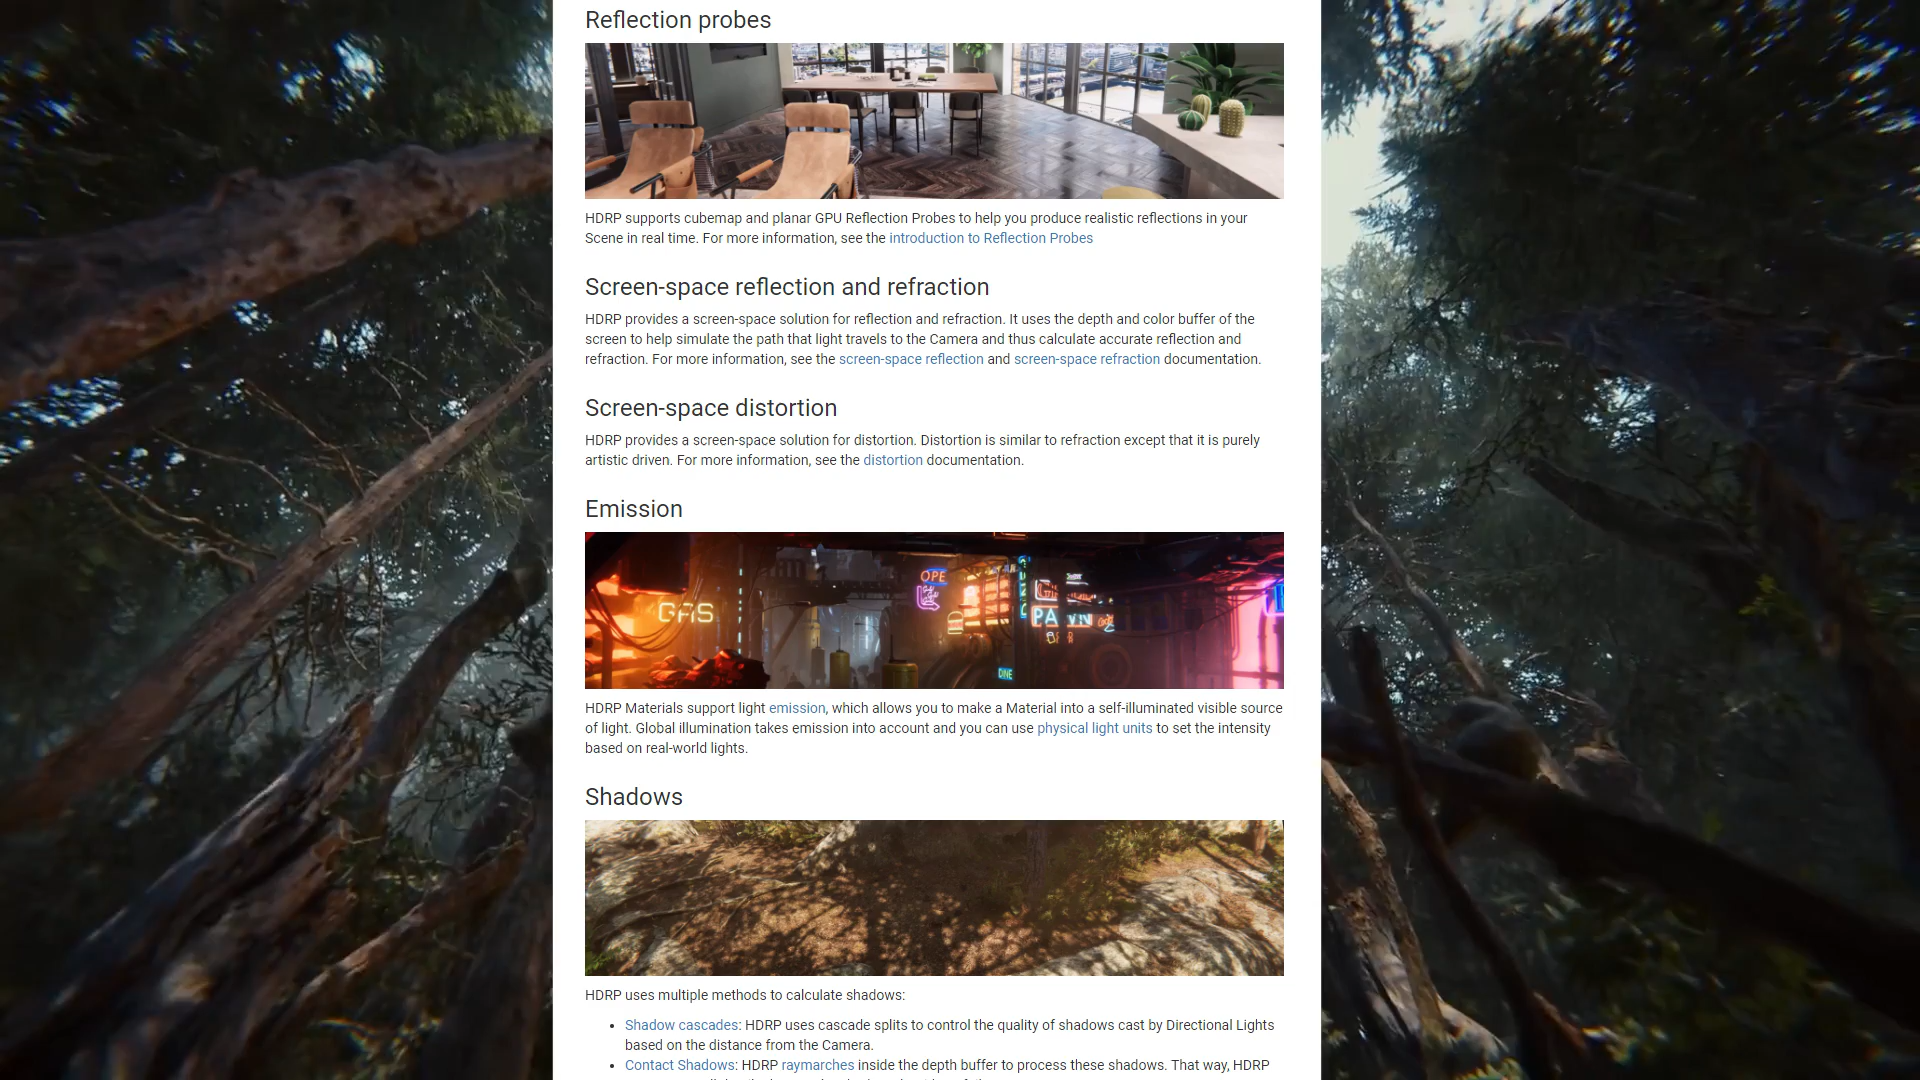 Reflection probes
HDRP supports cubemap and planar GPU Reflection Probes to help you produce realistic reflections in your
Scene in real time. For more information, see the introduction to Reflection Probes
Screen-space reflection and refraction
HDRP provides a screen-space solution for reflection and refraction. It uses the depth and color buffer of the
screen to help simulate the path that light travels to the Camera and thus calculate accurate reflection and
refraction. For more information, see the screen-space reflection and screen-space refraction documentation.
Screen-space distortion
HDRP provides a screen-space solution for distortion. Distortion is similar to refraction except that it is purely
artistic driven. For more information, see the distortion documentation.
Emission
GAS
OPE
DINE
HDRP Materials support light emission, which allows you to make a Material into a self-illuminated visible source
of light. Global illumination takes emission into account and you can use physical light units to set the intensity
based on real-world lights.
Shadows
HDRP uses multiple methods to calculate shadows:
• Shadow cascades: HDRP uses cascade splits to control the quality of shadows cast by Directional Lights
based on the distance from the Camera.
• Contact Shadows: HDRP raymarches inside the depth buffer to process these shadows. That way, HDRP